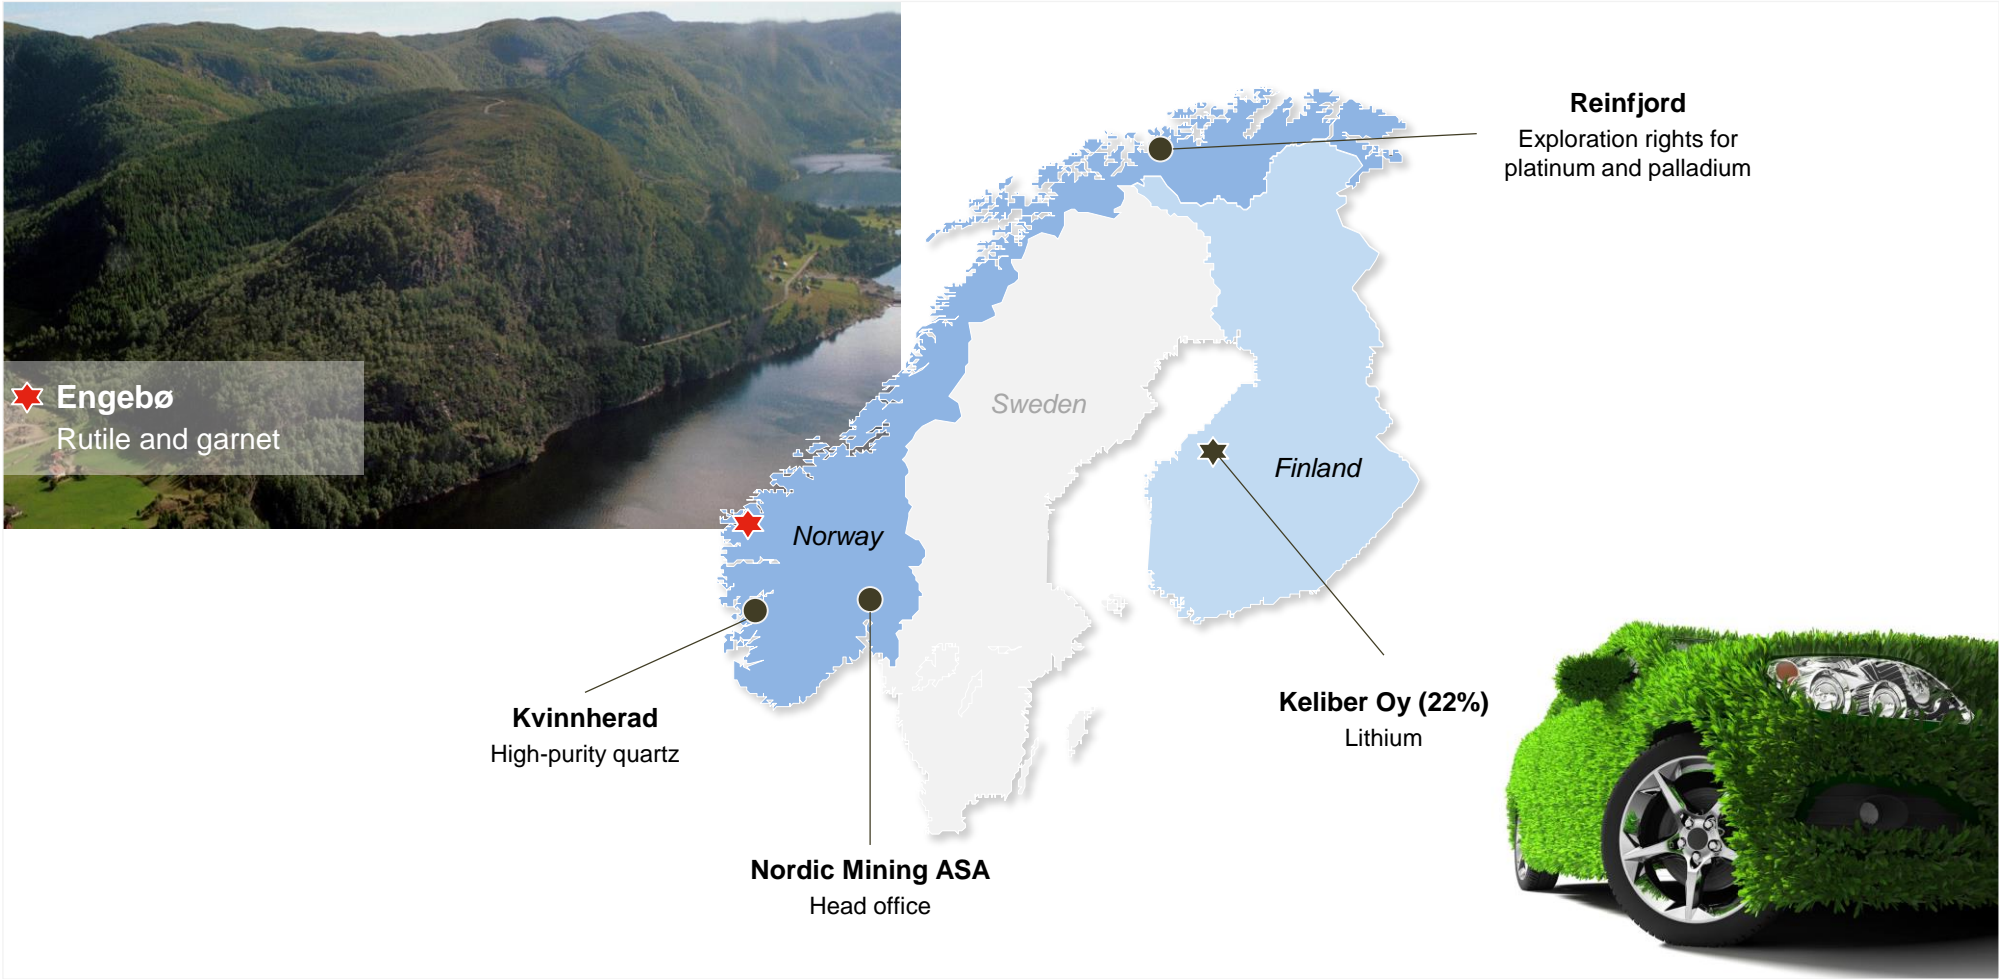 Reinfjord
Exploration rights for
platinum and palladium
Engebø
Rutile and garnet
Sweden
Finland
Norway
Kvinnherad
High-purity quartz
Keliber Oy (22%)
Lithium
Nordic Mining ASA
Head office